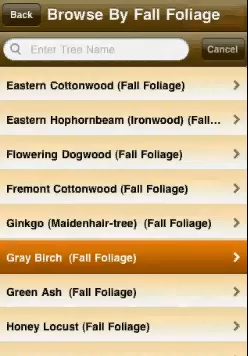 Back Browse By Fall Foliage
Enter Tree Name Cancel
Eastern Cottonwood (Fall Foliage)
Eastern Hophornbeam (Ironwood) (Fall...
Flowering Dogwood (Fall Foliage)
Fremont Cottonwood (Fall Foliage)
Ginkgo (Maidenhair-tree) (Fall Foliage)
Gray Birch (Fall Foliage)
Green Ash (Fall Foliage)
Honey Locust (Fall Foliage)